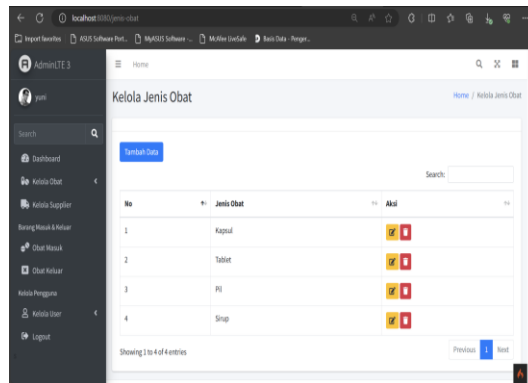 localhost:8080/jenis-obat
Import favorites ASUS Software Port... MyASUS Software -... McAfee LiveSafe Basis Data - Penger...
AdminLTE 3
Home
yuni
Kelola Jenis Obat
Home / Kelola Jenis Obat
Search
Dashboard
Kelola Obat
Kelola Supplier
Barang Masuk & Keluar
Obat Masuk
Obat Keluar
Kelola Pengguna
Kelola User
Logout
Tambah Data
Search:
No Jenis Obat Aksi
1 Kapsul
2 Tablet
3 Pil
4 Sirup
Showing 1 to 4 of 4 entries
Previous 1 Next